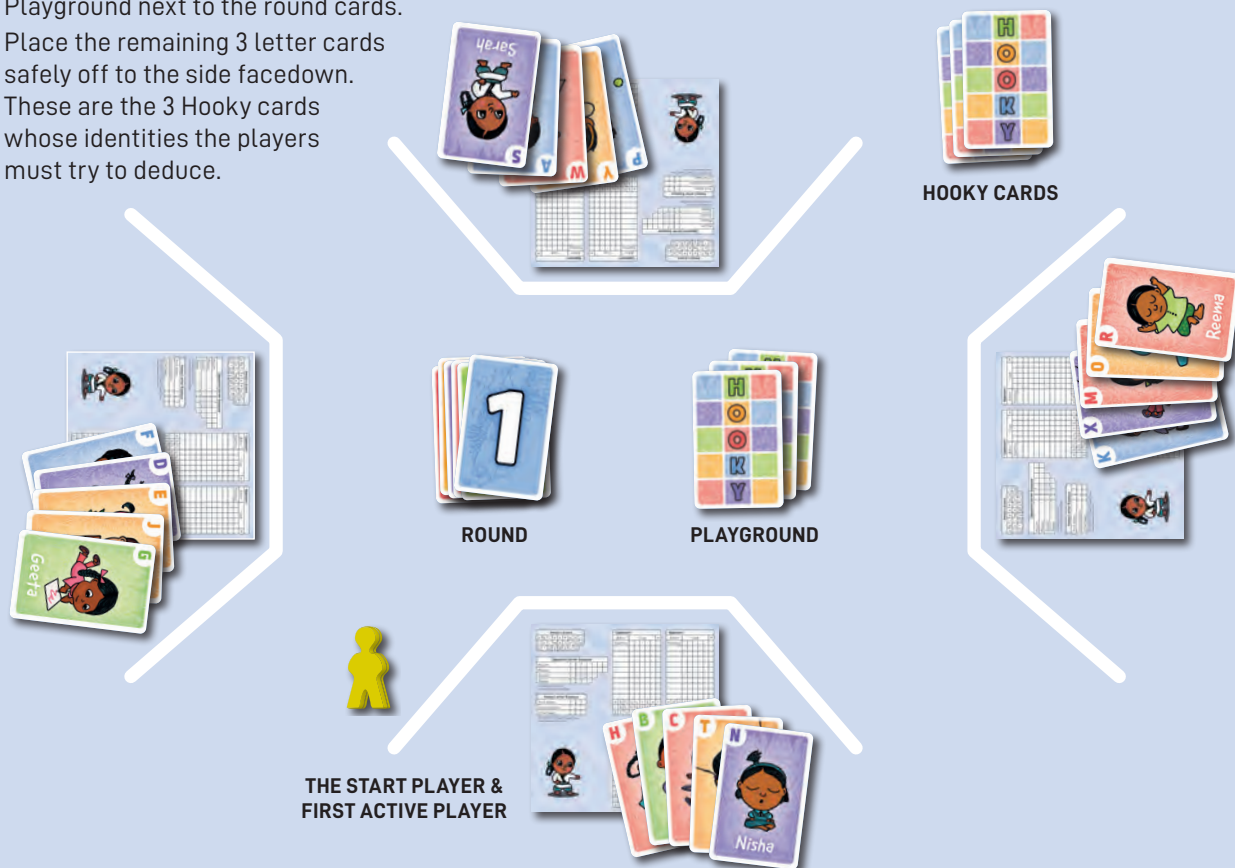 Playground next to the round cards.
Place the remaining 3 letter cards
safely off to the side facedown.
These are the 3 Hooky cards
whose identities the players
must try to deduce.
Sarah
S
A
W
Y
P
H
O
O
K
Y
HOOKY CARDS
F
D
E
J
G
Geeta
1
ROUND
H
O
O
K
Y
PLAYGROUND
R
O
M
X
K
Reema
THE START PLAYER &
FIRST ACTIVE PLAYER
H
B
C
T
N
Nisha